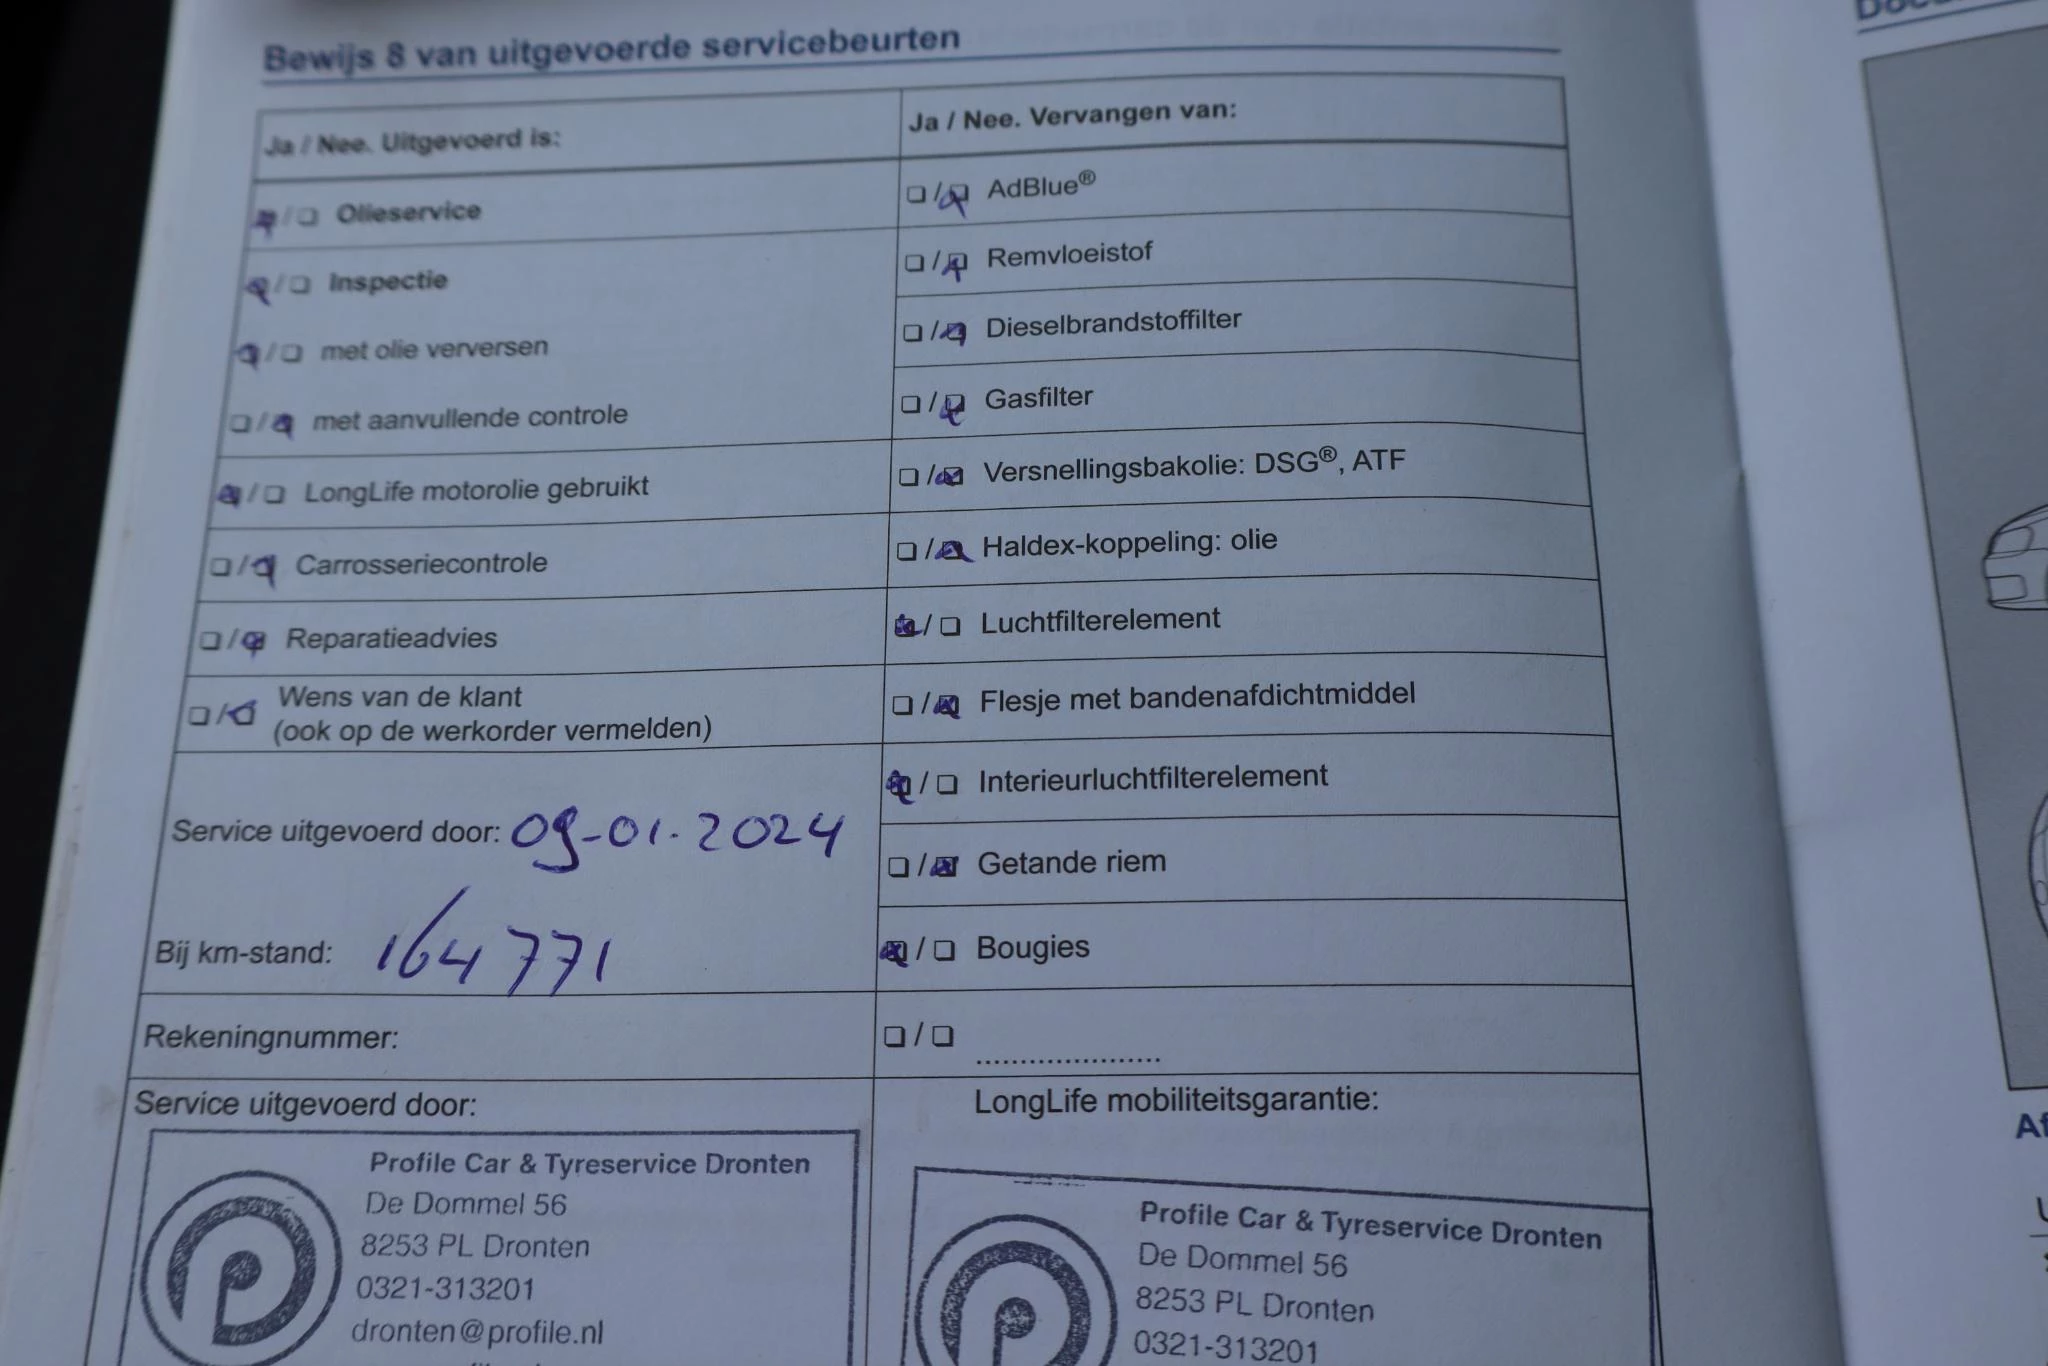 Bewijs 8 van uitgevoerde servicebeurten
Ja / Nee. Uitgevoerd is:
Olieservice
Inspectie
met olie verversen
met aanvullende controle
LongLife motorolie gebruikt
Carrosseriecontrole
Reparatieadvies
Wens van de klant
(ook op de werkorder vermelden)
Service uitgevoerd door: 09-01-2024
Bij km-stand: 164771
Rekeningnummer:
Service uitgevoerd door:
Profile Car & Tyreservice Dronten
De Dommel 56
8253 PL Dronten
0321-313201
dronten@profile.nl
Ja / Nee. Vervangen van:
AdBlue®
Remvloeistof
Dieselbrandstoffilter
Gasfilter
Versnellingsbakolie: DSG®, ATF
Haldex-koppeling: olie
Luchtfilterelement
Flesje met bandenafdichtmiddel
Interieurluchtfilterelement
Getande riem
Bougies
LongLife mobiliteitsgarantie:
Profile Car & Tyreservice Dronten
De Dommel 56
8253 PL Dronten
0321-313201